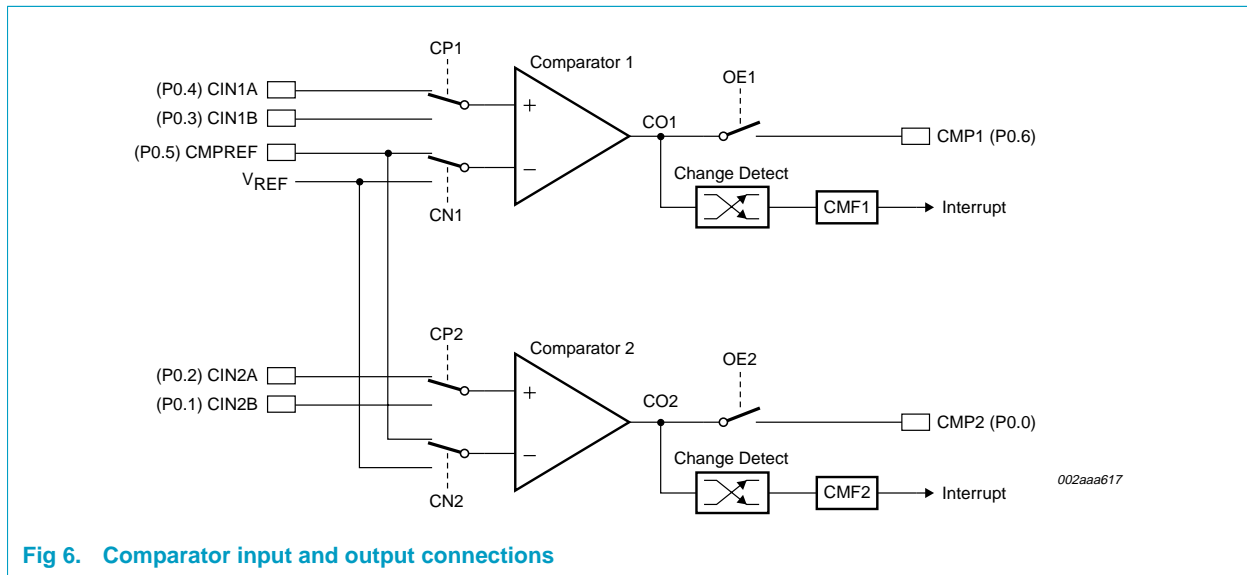 CP1
Comparator 1
OE1
(P0.4) CIN1A
(P0.3) CIN1B
+
CO1
CMP1 (P0.6)
(P0.5) CMPREF
VREF
−
Change Detect
CN1
CMF1
Interrupt
CP2
Comparator 2
OE2
(P0.2) CIN2A
(P0.1) CIN2B
+
CO2
CMP2 (P0.0)
−
Change Detect
CN2
CMF2
Interrupt
002aaa617
Fig 6. Comparator input and output connections